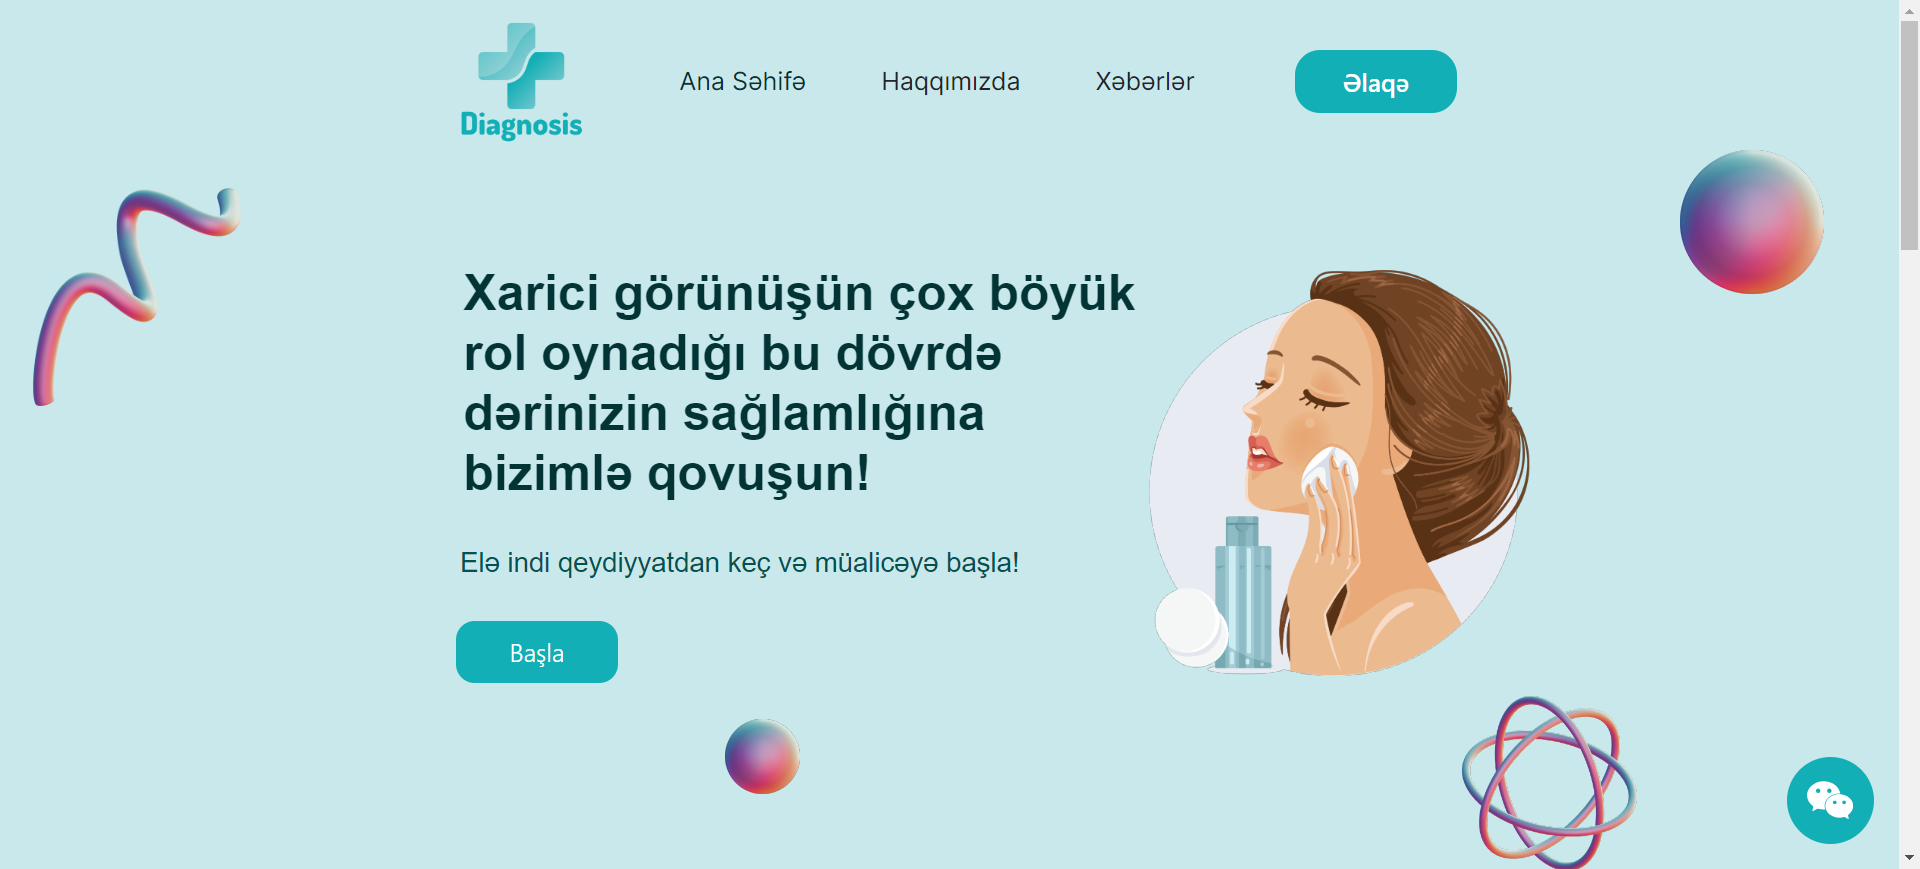 Diagnosis
Ana Səhifə
Haqqımızda
Xəbərlər
Əlaqə
Xarici görünüşün çox böyük
rol oynadığı bu dövrdə
dərinizin sağlamlığına
bizimlə qovuşun!
Elə indi qeydiyyatdan keç və müalicəyə başla!
Başla